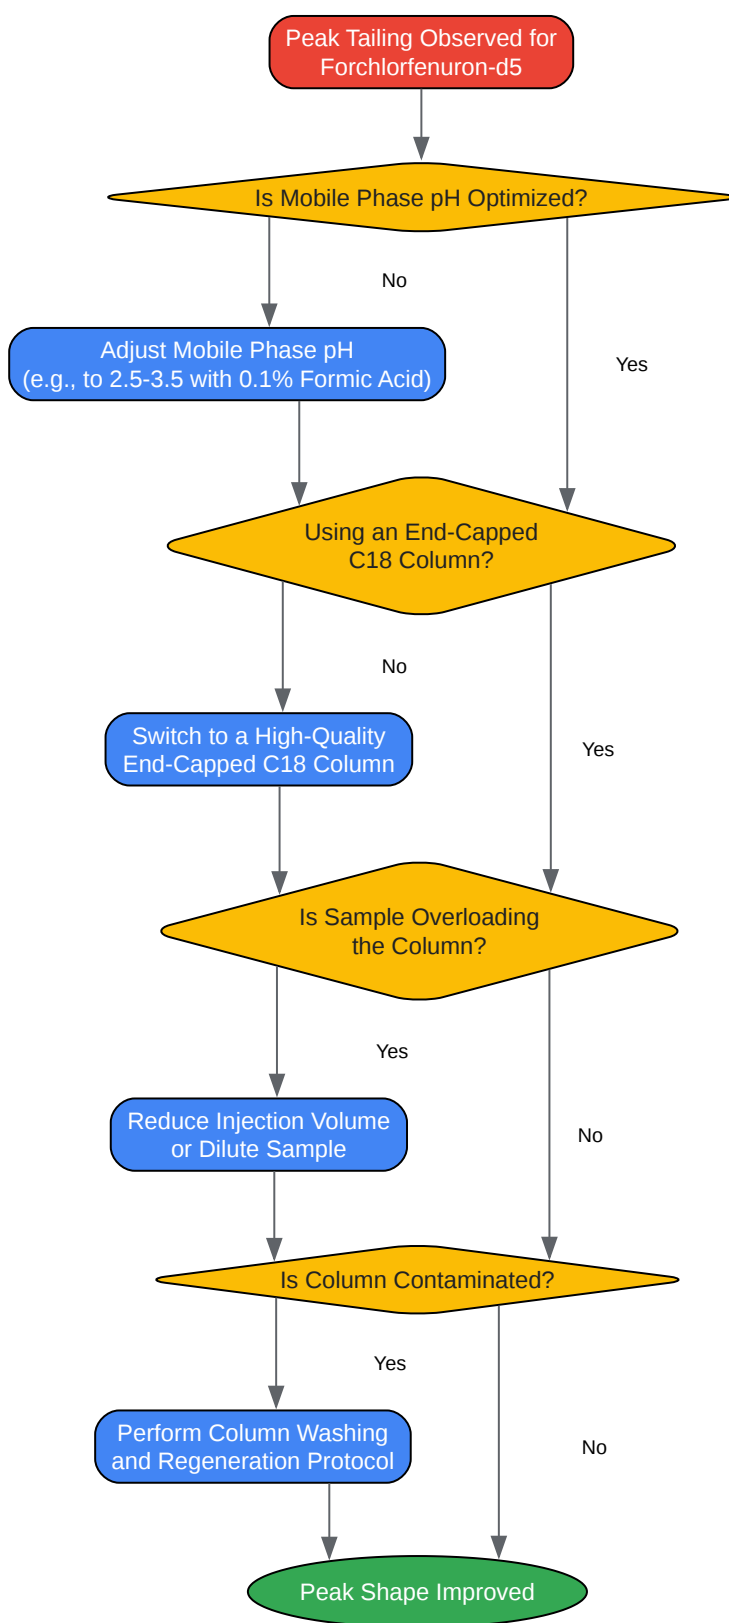 Peak Tailing Observed for
Forchlorfenuron-d5
Is Mobile Phase pH Optimized?
No
Adjust Mobile Phase pH
(e.g., to 2.5-3.5 with 0.1% Formic Acid)
Yes
Using an End-Capped
C18 Column?
No
Switch to a High-Quality
End-Capped C18 Column
Yes
Is Sample Overloading
the Column?
Yes
Reduce Injection Volume
or Dilute Sample
No
Is Column Contaminated?
Yes
Perform Column Washing
and Regeneration Protocol
No
Peak Shape Improved